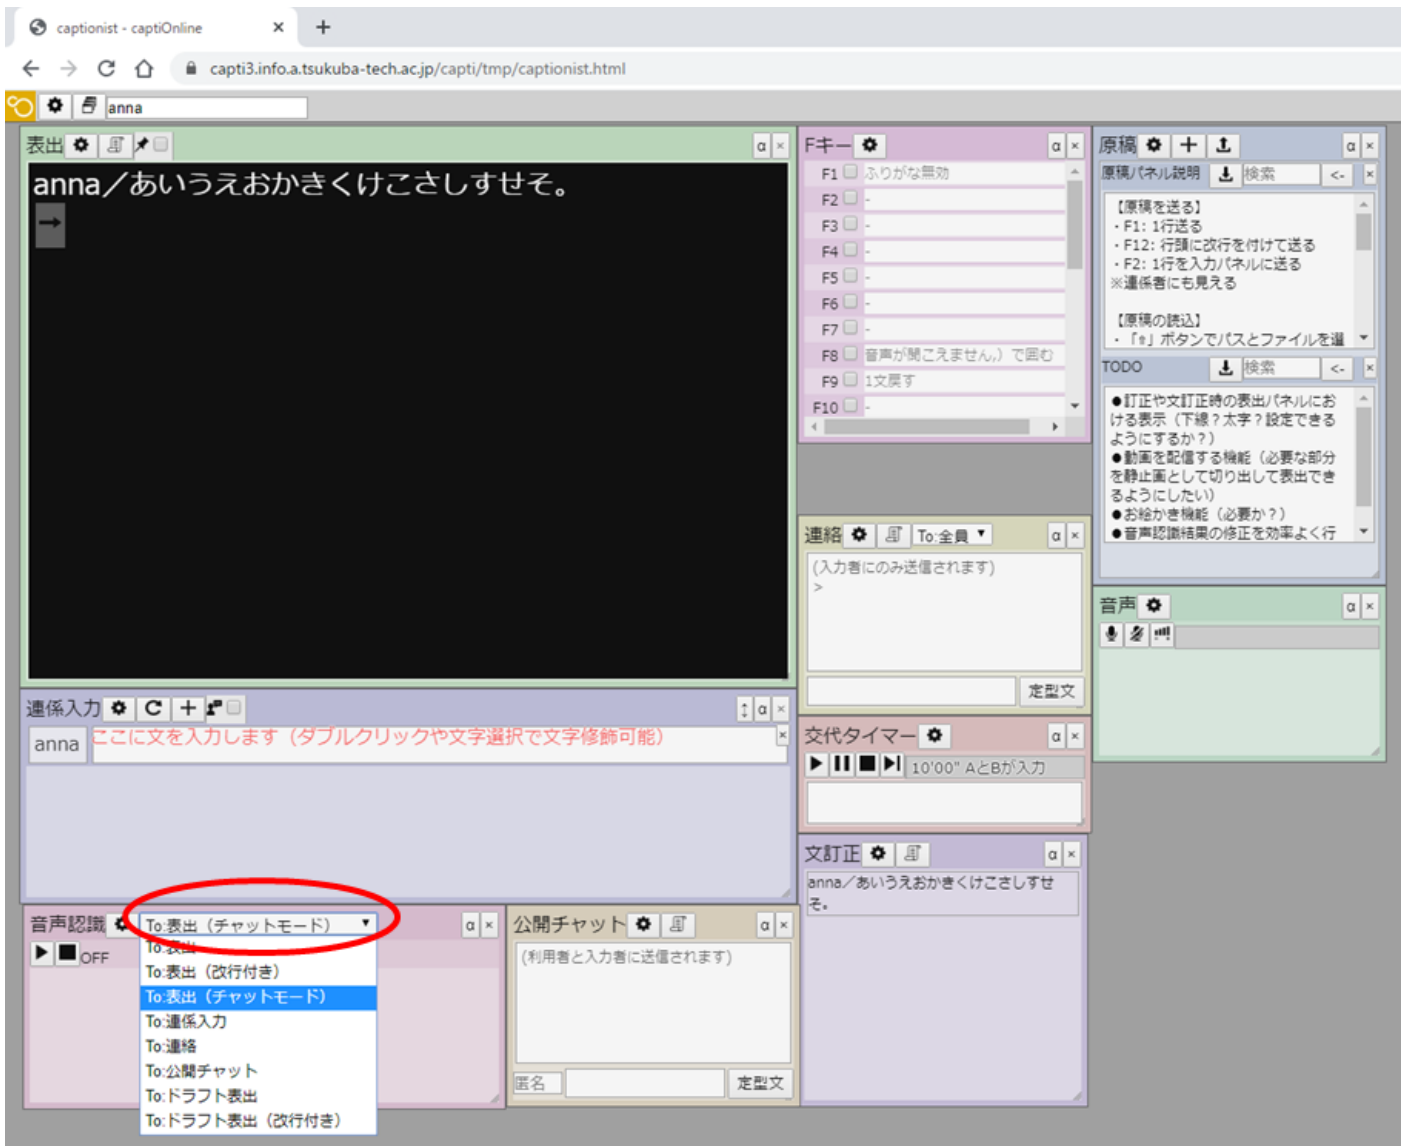 captionist - captiOnline
capti3.info.a.tsukuba-tech.ac.jp/capti/tmp/captionist.html
anna
表出
α ×
anna／あいうえおかきくけこさしすせそ。
→
連係入力
↕ α ×
anna
ここに文を入力します（ダブルクリックや文字選択で文字修飾可能）
音声認識
To:表出（チャットモード）
α ×
OFF
To:表出
To:表出（改行付き）
To:表出（チャットモード）
To:連係入力
To:連絡
To:公開チャット
To:ドラフト表出
To:ドラフト表出（改行付き）
公開チャット
α ×
（利用者と入力者に送信されます）
匿名
定型文
Fキー
α ×
F1 ふりがな無効
F2 -
F3 -
F4 -
F5 -
F6 -
F7 -
F8 音声が聞こえません,）で囲む
F9 1文戻す
F10 -
連絡
To:全員
α ×
（入力者にのみ送信されます）
>
定型文
交代タイマー
α ×
10'00" AとBが入力
文訂正
α ×
anna／あいうえおかきくけこさしすせ
そ。
原稿
α ×
原稿パネル説明
検索
<- ×
【原稿を送る】
・F1: 1行送る
・F12: 行頭に改行を付けて送る
・F2: 1行を入力パネルに送る
※連係者にも見える
【原稿の読込】
・「⇧」ボタンでパスとファイルを選
TODO
検索
<- ×
●訂正や文訂正時の表出パネルにお
ける表示（下線？太字？設定できる
ようにするか？）
●動画を配信する機能（必要な部分
を静止画として切り出して表出でき
るようにしたい）
●お絵かき機能（必要か？）
●音声認識結果の修正を効率よく行
音声
α ×